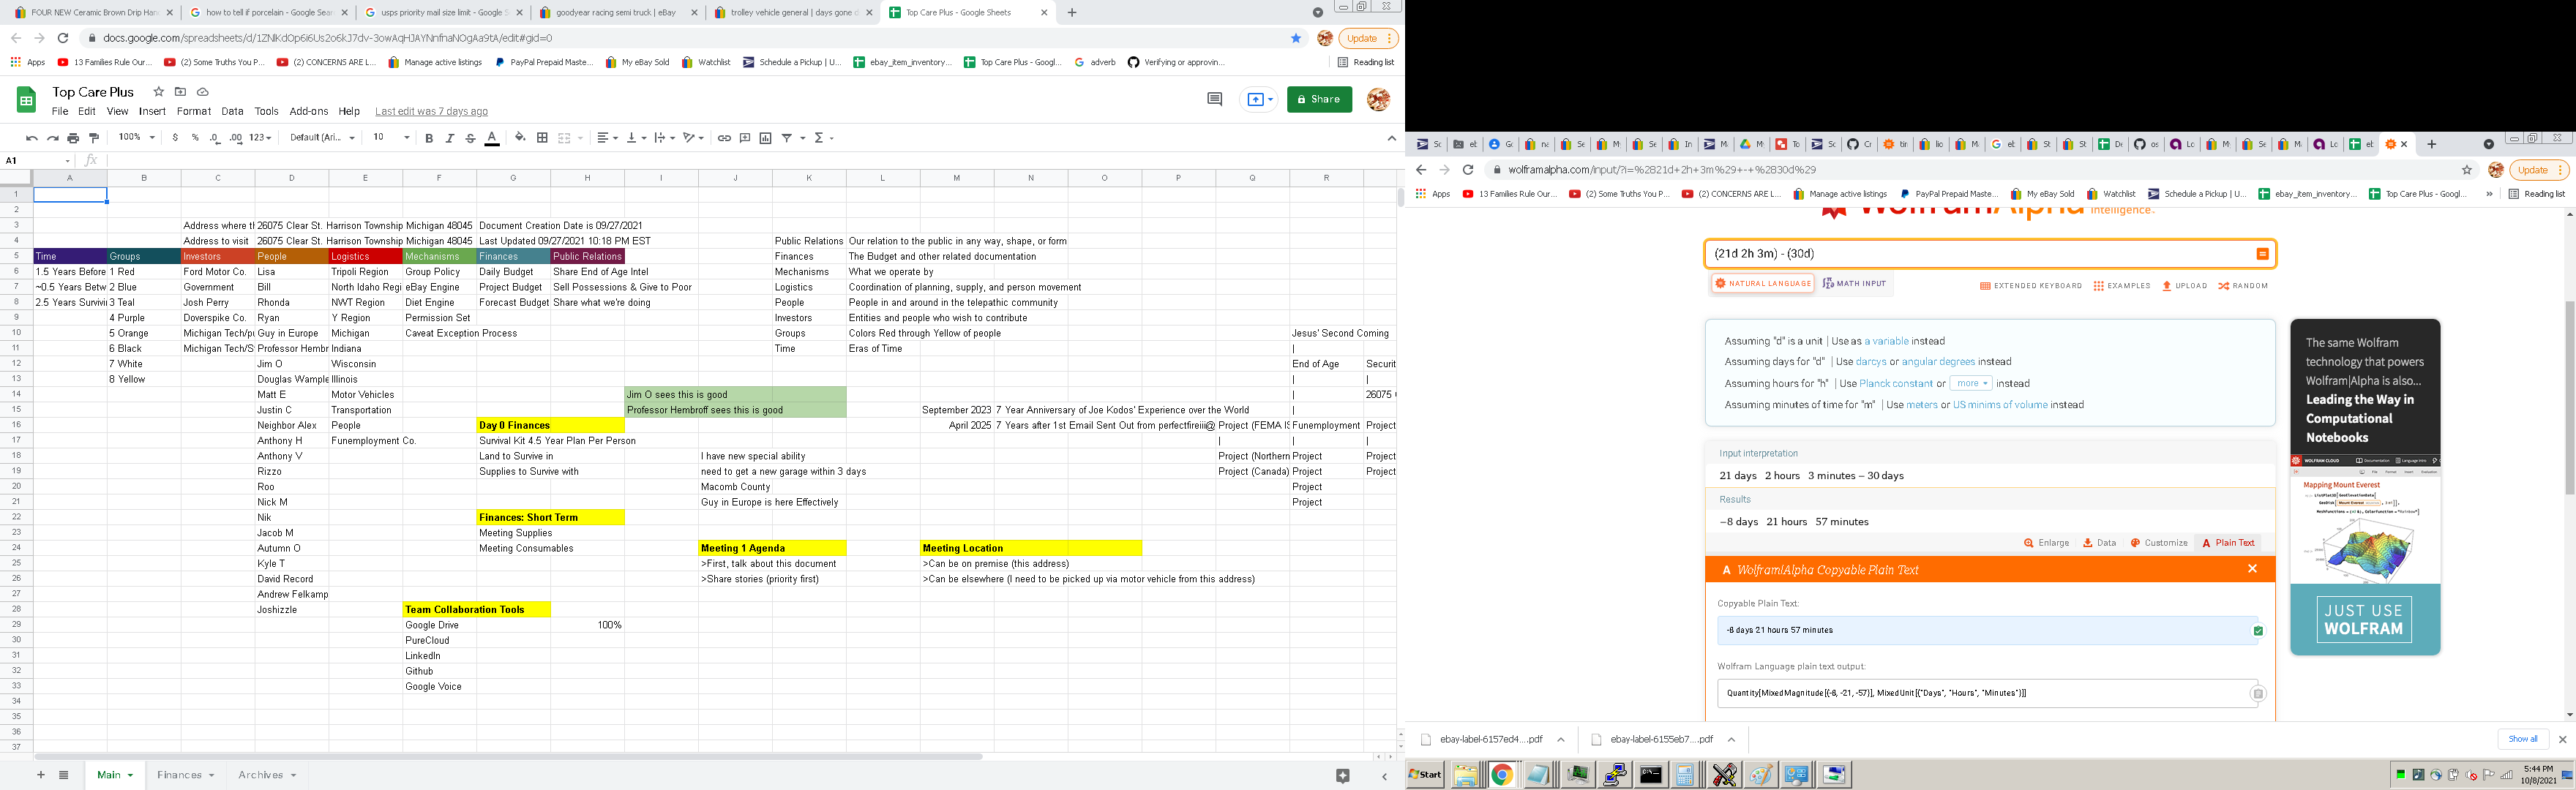 FOUR NEW Ceramic Brown Drip Han
how to tell if porcelain - Google Sear
usps priority mail size limit - Google S
goodyear racing semi truck | eBay
trolley vehicle general | days gone d
Top Care Plus - Google Sheets
docs.google.com/spreadsheets/d/1ZNlKdOp6i6Us2o6kJ7dv-3owAqHJAYNnfnaNOgAa9tA/edit#gid=0
Update
Apps 13 Families Rule Our... (2) Some Truths You P... (2) CONCERNS ARE L... Manage active listings PayPal Prepaid Maste... My eBay Sold Watchlist Schedule a Pickup | U... ebay_item_inventory... Top Care Plus - Googl... adverb Verifying or approvin... Reading list
Top Care Plus
File Edit View Insert Format Data Tools Add-ons Help Last edit was 7 days ago
Share
100% $ % .0 .00 123 Default (Ari... 10 B I S A
A1 fx
A B C D E F G H I J K L M N O P Q R
1
2
3 Address where th 26075 Clear St. Harrison Township Michigan 48045 Document Creation Date is 09/27/2021
4 Address to visit 26075 Clear St. Harrison Township Michigan 48045 Last Updated 09/27/2021 10:18 PM EST Public Relations Our relation to the public in any way, shape, or form
5 Time Groups Investors People Logistics Mechanisms Finances Public Relations Finances The Budget and other related documentation
6 1.5 Years Before 1 Red Ford Motor Co. Lisa Tripoli Region Group Policy Daily Budget Share End of Age Intel Mechanisms What we operate by
7 ~0.5 Years Betw 2 Blue Government Bill North Idaho Regi eBay Engine Project Budget Sell Possessions & Give to Poor Logistics Coordination of planning, supply, and person movement
8 2.5 Years Survivi 3 Teal Josh Perry Rhonda NWT Region Diet Engine Forecast Budget Share what we're doing People People in and around in the telepathic community
9 4 Purple Doverspike Co. Ryan Y Region Permission Set Investors Entities and people who wish to contribute
10 5 Orange Michigan Tech/pu Guy in Europe Michigan Caveat Exception Process Groups Colors Red through Yellow of people Jesus' Second Coming
11 6 Black Michigan Tech/S Professor Hembr Indiana Time Eras of Time |
12 7 White Jim O Wisconsin End of Age Securit
13 8 Yellow Douglas Wample Illinois | |
14 Matt E Motor Vehicles Jim O sees this is good | 26075
15 Justin C Transportation Professor Hembroff sees this is good September 2023 7 Year Anniversary of Joe Kodos' Experience over the World |
16 Neighbor Alex People Day 0 Finances April 2025 7 Years after 1st Email Sent Out from perfectfireiii@ Project (FEMA IS Funemployment Project
17 Anthony H Funemployment Co. Survival Kit 4.5 Year Plan Per Person | | |
18 Anthony V Land to Survive in I have new special ability Project (Northern Project Project
19 Rizzo Supplies to Survive with need to get a new garage within 3 days Project (Canada) Project Project
20 Roo Macomb County Project
21 Nick M Guy in Europe is here Effectively Project
22 Nik Finances: Short Term
23 Jacob M Meeting Supplies
24 Autumn O Meeting Consumables Meeting 1 Agenda Meeting Location
25 Kyle T >First, talk about this document >Can be on premise (this address)
26 David Record >Share stories (priority first) >Can be elsewhere (I need to be picked up via motor vehicle from this address)
27 Andrew Felkamp
28 Joshizzle Team Collaboration Tools
29 Google Drive 100%
30 PureCloud
31 LinkedIn
32 Github
33 Google Voice
34
35
36
37
Main Finances Archives
wolframalpha.com/input/?i=%2821d+2h+3m%29+-+%2830d%29
Update
Apps 13 Families Rule Our... (2) Some Truths You P... (2) CONCERNS ARE L... Manage active listings PayPal Prepaid Maste... My eBay Sold Watchlist Schedule a Pickup | U... ebay_item_inventory... Top Care Plus - Googl... » Reading list
WolframAlpha intelligence
(21d 2h 3m) - (30d)
NATURAL LANGUAGE MATH INPUT EXTENDED KEYBOARD EXAMPLES UPLOAD RANDOM
Assuming "d" is a unit | Use as a variable instead
Assuming days for "d" | Use darcys or angular degrees instead
Assuming hours for "h" | Use Planck constant or more instead
Assuming minutes of time for "m" | Use meters or US minims of volume instead
Input interpretation
21 days 2 hours 3 minutes − 30 days
Results
−8 days 21 hours 57 minutes
Enlarge Data Customize A Plain Text
A Wolfram|Alpha Copyable Plain Text
Copyable Plain Text:
-8 days 21 hours 57 minutes
Wolfram Language plain text output:
Quantity[MixedMagnitude[{-8, -21, -57}], MixedUnit[{"Days", "Hours", "Minutes"}]]
The same Wolfram
technology that powers
Wolfram|Alpha is also...
Leading the Way in
Computational
Notebooks
WOLFRAM CLOUD
Mapping Mount Everest
JUST USE
WOLFRAM
ebay-label-6157ed4....pdf ebay-label-6155eb7....pdf Show all
Start
5:44 PM
10/8/2021